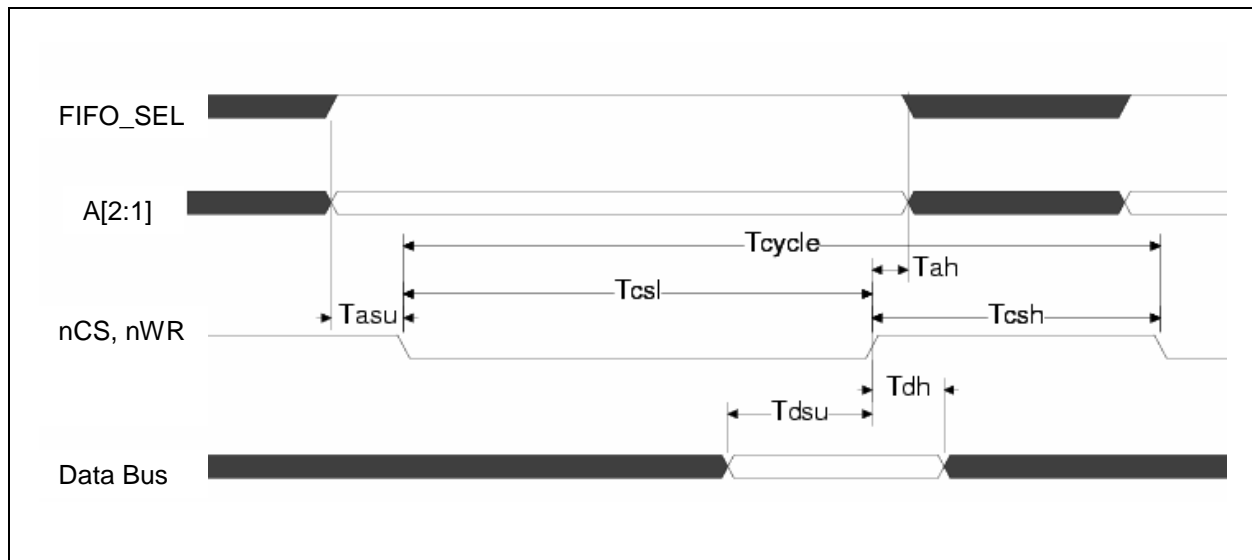 FIFO_SEL
A[2:1]
Tcycle
Tah
Tcsl
Tasu
Tcsh
nCS, nWR
Tdh
Tdsu
Data Bus